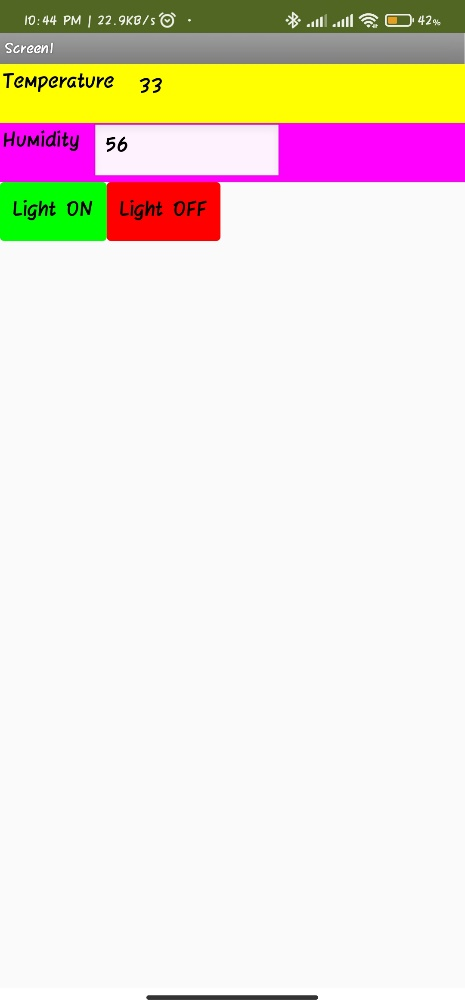 10:44 PM | 22.9KB/s
42%
Screen1
Temperature 33
Humidity 56
Light ON Light OFF